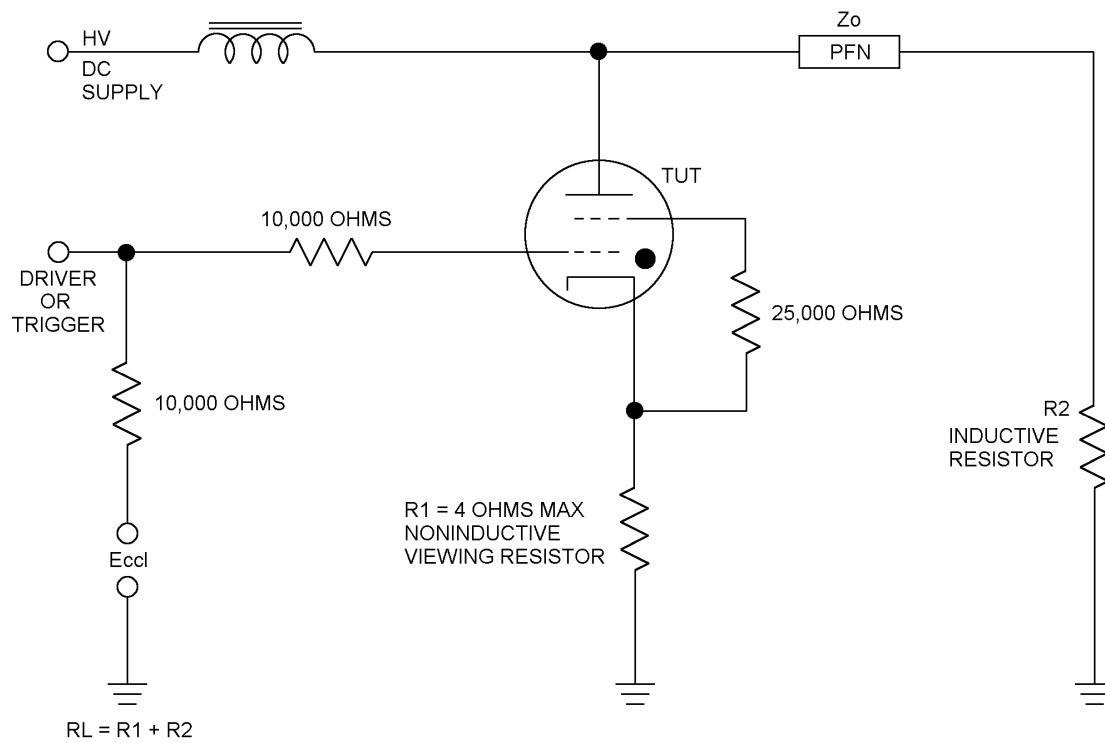 HV
DC
SUPPLY
Zo
PFN
TUT
10,000 OHMS
DRIVER
OR
TRIGGER
25,000 OHMS
10,000 OHMS
R2
INDUCTIVE
RESISTOR
R1 = 4 OHMS MAX
NONINDUCTIVE
VIEWING RESISTOR
Eccl
RL = R1 + R2